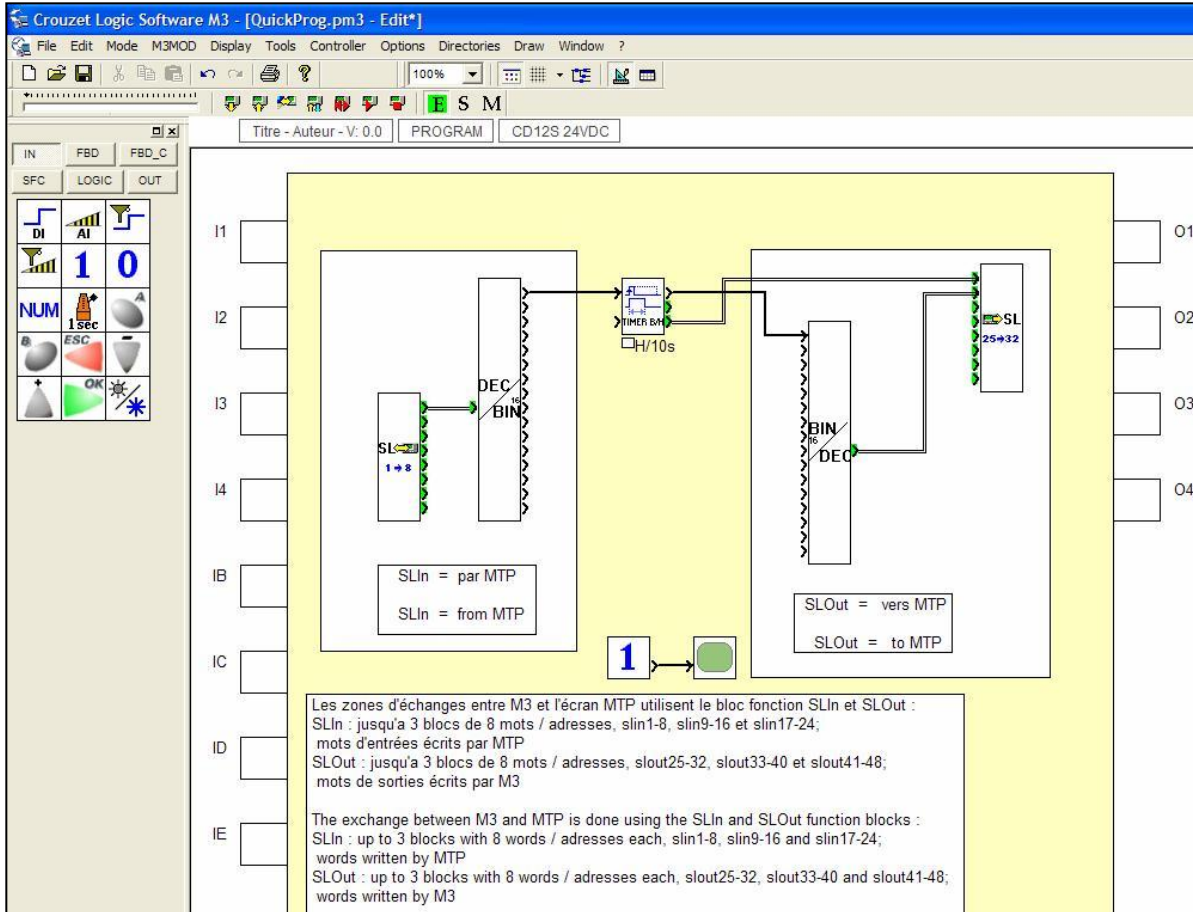 Crouzet Logic Software M3 - [QuickProg.pm3 - Edit*]
File Edit Mode M3MOD Display Tools Controller Options Directories Draw Window ?
100%
E S M
Titre - Auteur - V: 0.0 PROGRAM CD12S 24VDC
IN FBD FBD_C
SFC LOGIC OUT
DI AI
1 0
NUM 1 sec A
B ESC -
+ OK
I1
I2
I3
I4
IB
IC
ID
IE
O1
O2
O3
O4
SL
1→8
DEC
16
BIN
TIMER B/H
H/10s
BIN
16
DEC
SL
25→32
SLIn = par MTP
SLIn = from MTP
SLOut = vers MTP
SLOut = to MTP
1
Les zones d'échanges entre M3 et l'écran MTP utilisent le bloc fonction SLIn et SLOut :
SLIn : jusqu'a 3 blocs de 8 mots / adresses, slin1-8, slin9-16 et slin17-24;
mots d'entrées écrits par MTP
SLOut : jusqu'a 3 blocs de 8 mots / adresses, slout25-32, slout33-40 et slout41-48;
mots de sorties écrits par M3
The exchange between M3 and MTP is done using the SLIn and SLOut function blocks :
SLIn : up to 3 blocks with 8 words / adresses each, slin1-8, slin9-16 and slin17-24;
words written by MTP
SLOut : up to 3 blocks with 8 words / adresses each, slout25-32, slout33-40 and slout41-48;
words written by M3